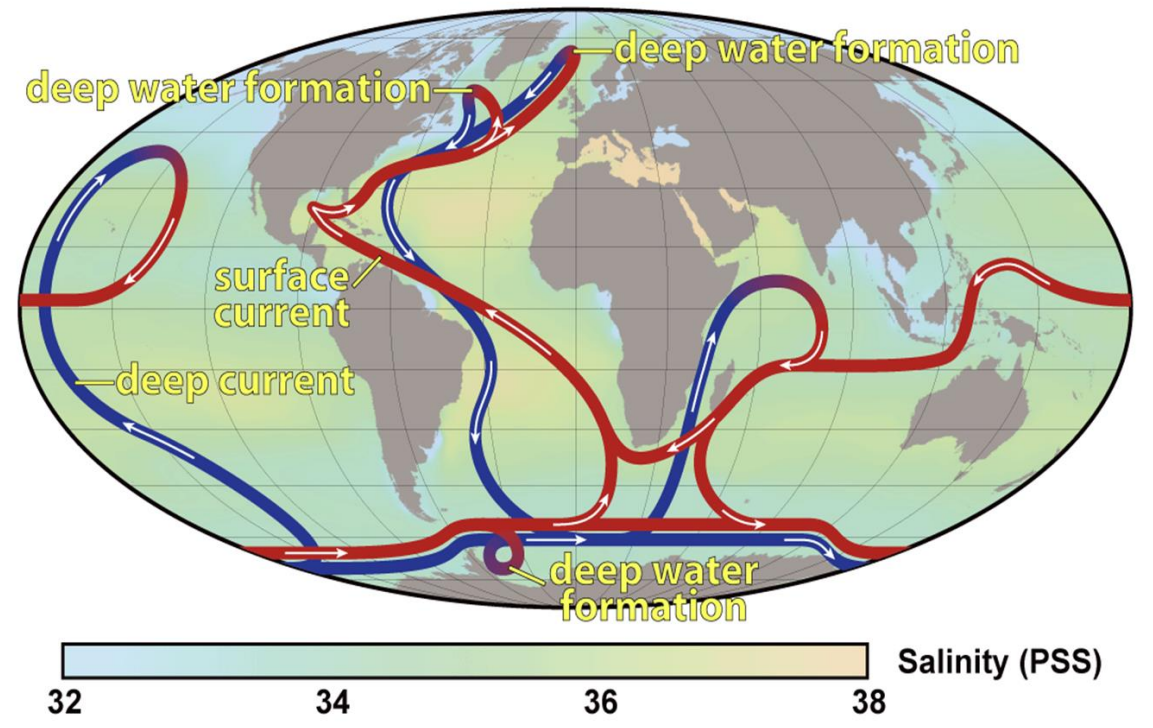 deep water formation
deep water formation
surface
current
deep current
deep water
formation
Salinity (PSS)
32
34
36
38